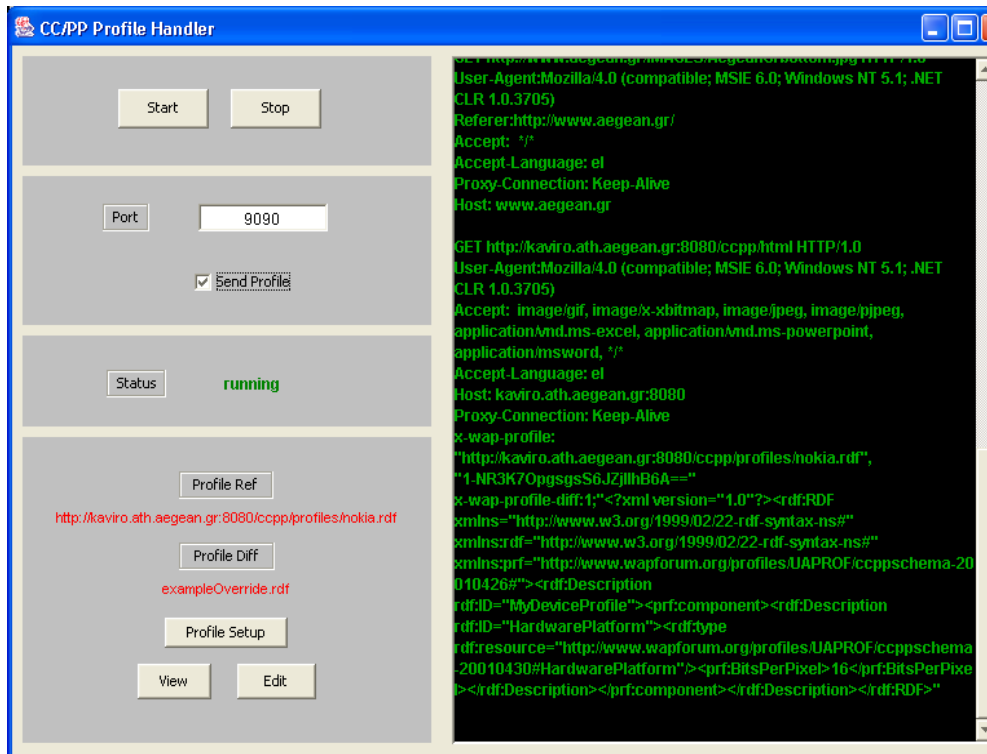 CC/PP Profile Handler
Start
Stop
Port
9090
Send Profile
Status
running
Profile Ref
http://kaviro.ath.aegean.gr:8080/ccpp/profiles/nokia.rdf
Profile Diff
exampleOverride.rdf
Profile Setup
View
Edit
User-Agent:Mozilla/4.0 (compatible; MSIE 6.0; Windows NT 5.1; .NET
CLR 1.0.3705)
Referer:http://www.aegean.gr/
Accept: */*
Accept-Language: el
Proxy-Connection: Keep-Alive
Host: www.aegean.gr
GET http://kaviro.ath.aegean.gr:8080/ccpp/html HTTP/1.0
User-Agent:Mozilla/4.0 (compatible; MSIE 6.0; Windows NT 5.1; .NET
CLR 1.0.3705)
Accept: image/gif, image/x-xbitmap, image/jpeg, image/pjpeg,
application/vnd.ms-excel, application/vnd.ms-powerpoint,
application/msword, */*
Accept-Language: el
Host: kaviro.ath.aegean.gr:8080
Proxy-Connection: Keep-Alive
x-wap-profile:
"http://kaviro.ath.aegean.gr:8080/ccpp/profiles/nokia.rdf",
x-wap-profile-diff:1;"<?xml version="1.0"?><rdf:RDF
xmlns="http://www.w3.org/1999/02/22-rdf-syntax-ns#"
xmlns:rdf="http://www.w3.org/1999/02/22-rdf-syntax-ns#"
xmlns:prf="http://www.wapforum.org/profiles/UAPROF/ccppschema-20
010426#"><rdf:Description
rdf:ID="MyDeviceProfile"><prf:component><rdf:Description
rdf:ID="HardwarePlatform"><rdf:type
rdf:resource="http://www.wapforum.org/profiles/UAPROF/ccppschema
-20010430#HardwarePlatform"/><prf:BitsPerPixel>16</prf:BitsPerPixe
l></rdf:Description></prf:component></rdf:Description></rdf:RDF>"